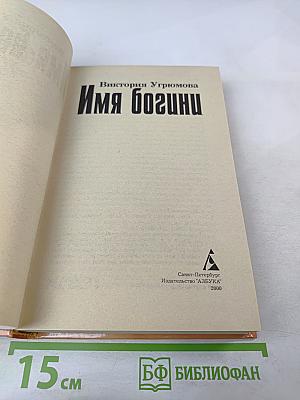 Виктория Угрюмова
Имя богини
Санкт-Петербург
Издательство "АЗБУКА"
2000
15 см
БФ БИБЛИОФАН